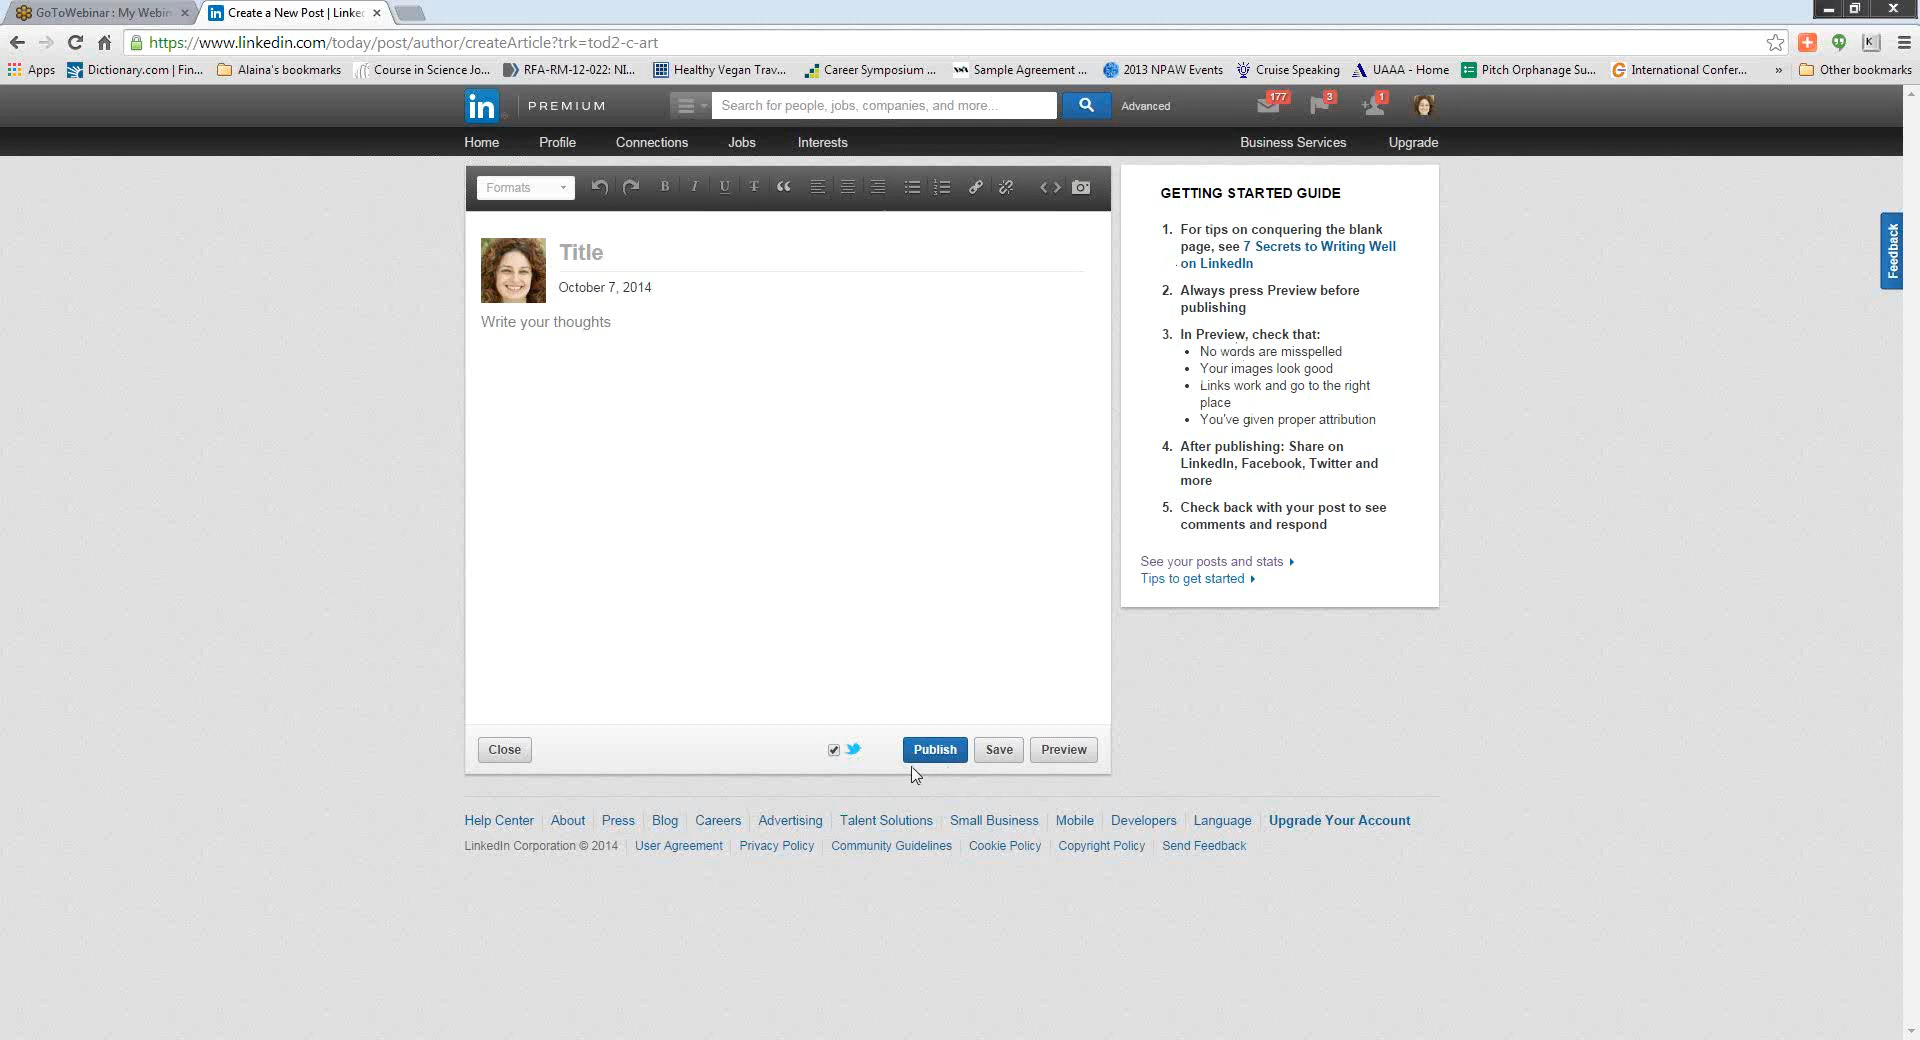 GoToWebinar : My Webin
Create a New Post | Linke
https://www.linkedin.com/today/post/author/createArticle?trk=tod2-c-art
Apps
Dictionary.com | Fin...
Alaina's bookmarks
Course in Science Jo...
RFA-RM-12-022: NI...
Healthy Vegan Trav...
Career Symposium ...
Sample Agreement ...
2013 NPAW Events
Cruise Speaking
UAAA - Home
Pitch Orphanage Su...
International Confer...
»
Other bookmarks
in
PREMIUM
Search for people, jobs, companies, and more...
Advanced
177
3
1
Home
Profile
Connections
Jobs
Interests
Business Services
Upgrade
Formats
B
I
U
T
Title
October 7, 2014
Write your thoughts
Close
Publish
Save
Preview
GETTING STARTED GUIDE
1. For tips on conquering the blank
page, see 7 Secrets to Writing Well
on LinkedIn
2. Always press Preview before
publishing
3. In Preview, check that:
• No words are misspelled
• Your images look good
• Links work and go to the right
place
• You've given proper attribution
4. After publishing: Share on
LinkedIn, Facebook, Twitter and
more
5. Check back with your post to see
comments and respond
See your posts and stats
Tips to get started
Feedback
Help Center
About
Press
Blog
Careers
Advertising
Talent Solutions
Small Business
Mobile
Developers
Language
Upgrade Your Account
LinkedIn Corporation © 2014
User Agreement
Privacy Policy
Community Guidelines
Cookie Policy
Copyright Policy
Send Feedback